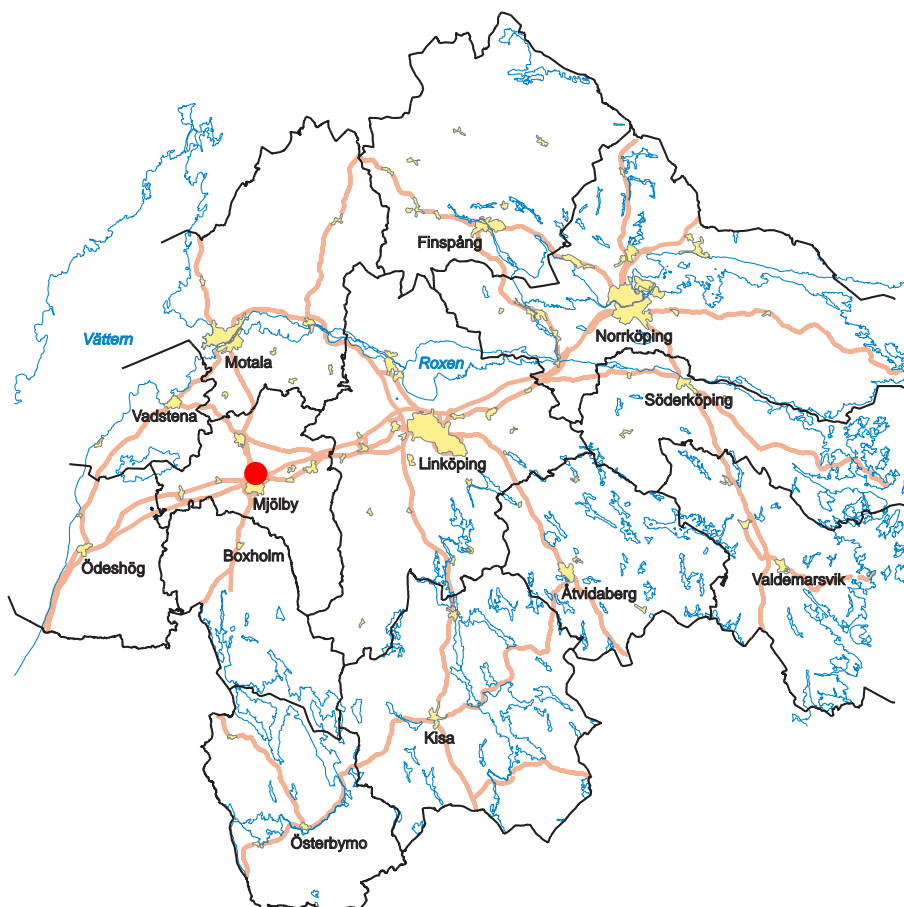 Finspång
Norrköping
Vättern
Motala
Roxen
Söderköping
Vadstena
Linköping
Mjölby
Boxholm
Ödeshög
Åtvidaberg
Valdemarsvik
Kisa
Österbymo